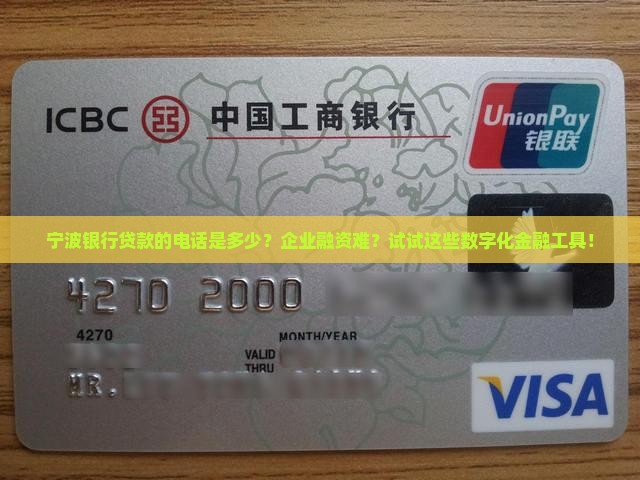 ICBC 中国工商银行
UnionPay
银联
宁波银行贷款的电话是多少？企业融资难？试试这些数字化金融工具！
4270 2000
4270
MONTH/YEAR
VALID
THRU
MR.
VISA